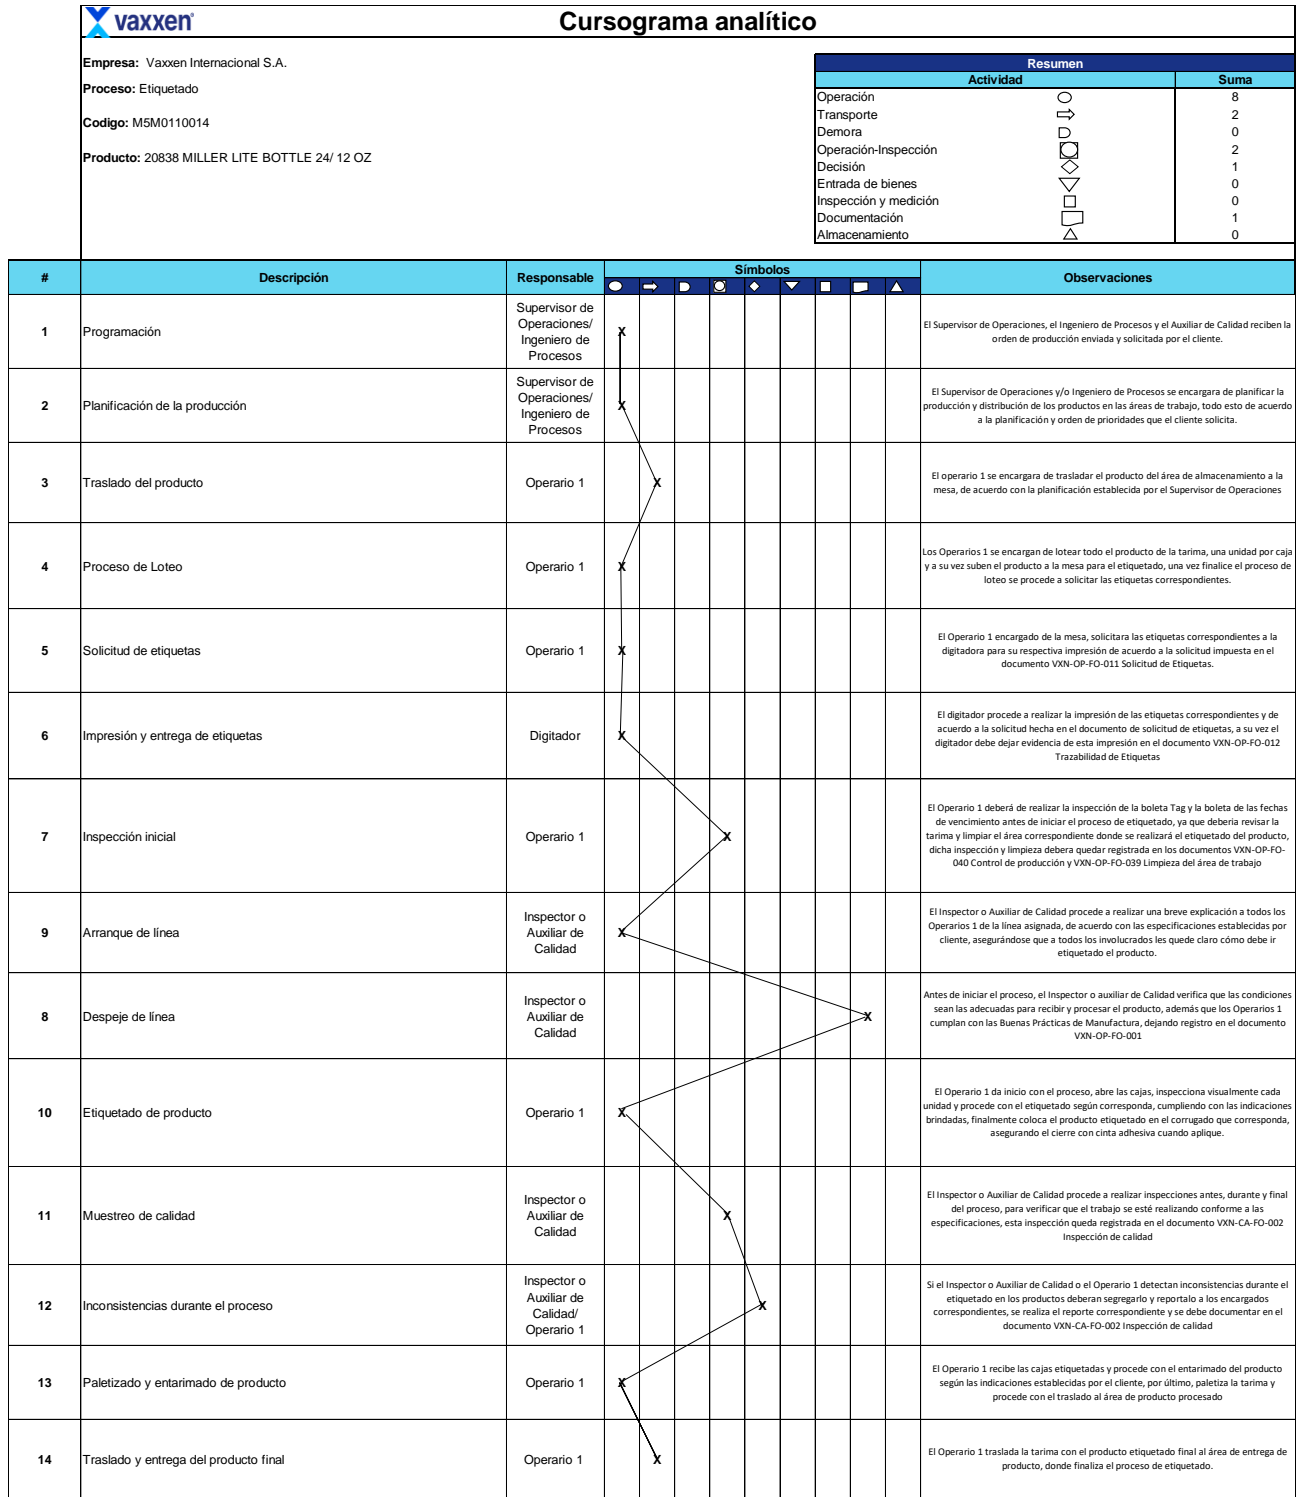 vaxxen
Cursograma analítico
Empresa: Vaxxen Internacional S.A.
Proceso: Etiquetado
Codigo: M5M0110014
Producto: 20838 MILLER LITE BOTTLE 24/ 12 OZ
Resumen
Actividad Suma
Operación 8
Transporte 2
Demora 0
Operación-Inspección 2
Decisión 1
Entrada de bienes 0
Inspección y medición 0
Documentación 1
Almacenamiento 0
# Descripción Responsable Símbolos Observaciones
1 Programación
Supervisor de
Operaciones/
Ingeniero de
Procesos
X
El Supervisor de Operaciones, el Ingeniero de Procesos y el Auxiliar de Calidad reciben la
orden de producción enviada y solicitada por el cliente.
2 Planificación de la producción
Supervisor de
Operaciones/
Ingeniero de
Procesos
X
El Supervisor de Operaciones y/o Ingeniero de Procesos se encargara de planificar la
producción y distribución de los productos en las áreas de trabajo, todo esto de acuerdo
a la planificación y orden de prioridades que el cliente solicita.
3 Traslado del producto
Operario 1
X
El operario 1 se encargara de trasladar el producto del área de almacenamiento a la
mesa, de acuerdo con la planificación establecida por el Supervisor de Operaciones
4 Proceso de Loteo
Operario 1
X
Los Operarios 1 se encargan de lotear todo el producto de la tarima, una unidad por caja
y a su vez suben el producto a la mesa para el etiquetado, una vez finalice el proceso de
loteo se procede a solicitar las etiquetas correspondientes.
5 Solicitud de etiquetas
Operario 1
X
El Operario 1 encargado de la mesa, solicitara las etiquetas correspondientes a la
digitadora para su respectiva impresión de acuerdo a la solicitud impuesta en el
documento VXN-OP-FO-011 Solicitud de Etiquetas.
6 Impresión y entrega de etiquetas
Digitador
X
El digitador procede a realizar la impresión de las etiquetas correspondientes y de
acuerdo a la solicitud hecha en el documento de solicitud de etiquetas, a su vez el
digitador debe dejar evidencia de esta impresión en el documento VXN-OP-FO-012
Trazabilidad de Etiquetas
7 Inspección inicial
Operario 1
X
El Operario 1 deberá de realizar la inspección de la boleta Tag y la boleta de las fechas
de vencimiento antes de iniciar el proceso de etiquetado, ya que deberia revisar la
tarima y limpiar el área correspondiente donde se realizará el etiquetado del producto,
dicha inspección y limpieza debera quedar registrada en los documentos VXN-OP-FO-
040 Control de producción y VXN-OP-FO-039 Limpieza del área de trabajo
9 Arranque de línea
Inspector o
Auxiliar de
Calidad
X
El Inspector o Auxiliar de Calidad procede a realizar una breve explicación a todos los
Operarios 1 de la línea asignada, de acuerdo con las especificaciones establecidas por
cliente, asegurándose que a todos los involucrados les quede claro cómo debe ir
etiquetado el producto.
8 Despeje de línea
Inspector o
Auxiliar de
Calidad
X
Antes de iniciar el proceso, el Inspector o auxiliar de Calidad verifica que las condiciones
sean las adecuadas para recibir y procesar el producto, además que los Operarios 1
cumplan con las Buenas Prácticas de Manufactura, dejando registro en el documento
VXN-OP-FO-001
10 Etiquetado de producto
Operario 1
X
El Operario 1 da inicio con el proceso, abre las cajas, inspecciona visualmente cada
unidad y procede con el etiquetado según corresponda, cumpliendo con las indicaciones
brindadas, finalmente coloca el producto etiquetado en el corrugado que corresponda,
asegurando el cierre con cinta adhesiva cuando aplique.
11 Muestreo de calidad
Inspector o
Auxiliar de
Calidad
X
El Inspector o Auxiliar de Calidad procede a realizar inspecciones antes, durante y final
del proceso, para verificar que el trabajo se esté realizando conforme a las
especificaciones, esta inspección queda registrada en el documento VXN-CA-FO-002
Inspección de calidad
12 Inconsistencias durante el proceso
Inspector o
Auxiliar de
Calidad/
Operario 1
X
Si el Inspector o Auxiliar de Calidad o el Operario 1 detectan inconsistencias durante el
etiquetado en los productos deberan segregarlo y reportalo a los encargados
correspondientes, se realiza el reporte correspondiente y se debe documentar en el
documento VXN-CA-FO-002 Inspección de calidad
13 Paletizado y entarimado de producto
Operario 1
X
El Operario 1 recibe las cajas etiquetadas y procede con el entarimado del producto
según las indicaciones establecidas por el cliente, por último, paletiza la tarima y
procede con el traslado al área de producto procesado
14 Traslado y entrega del producto final
Operario 1
X
El Operario 1 traslada la tarima con el producto etiquetado final al área de entrega de
producto, donde finaliza el proceso de etiquetado.